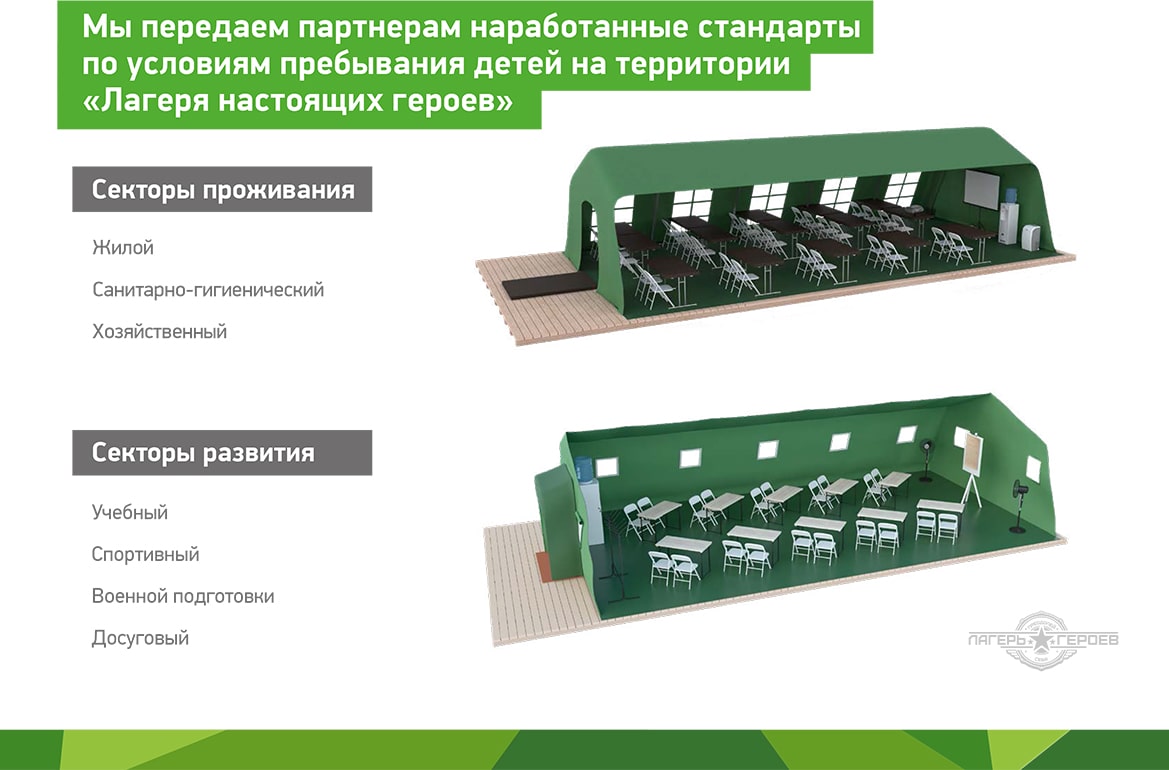 Мы передаем партнерам наработанные стандарты
по условиям пребывания детей на территории
«Лагеря настоящих героев»
Секторы проживания
Жилой
Санитарно-гигиенический
Хозяйственный
Секторы развития
Учебный
Спортивный
Военной подготовки
Досуговый
ЛАГЕРЬ ГЕРОЕВ